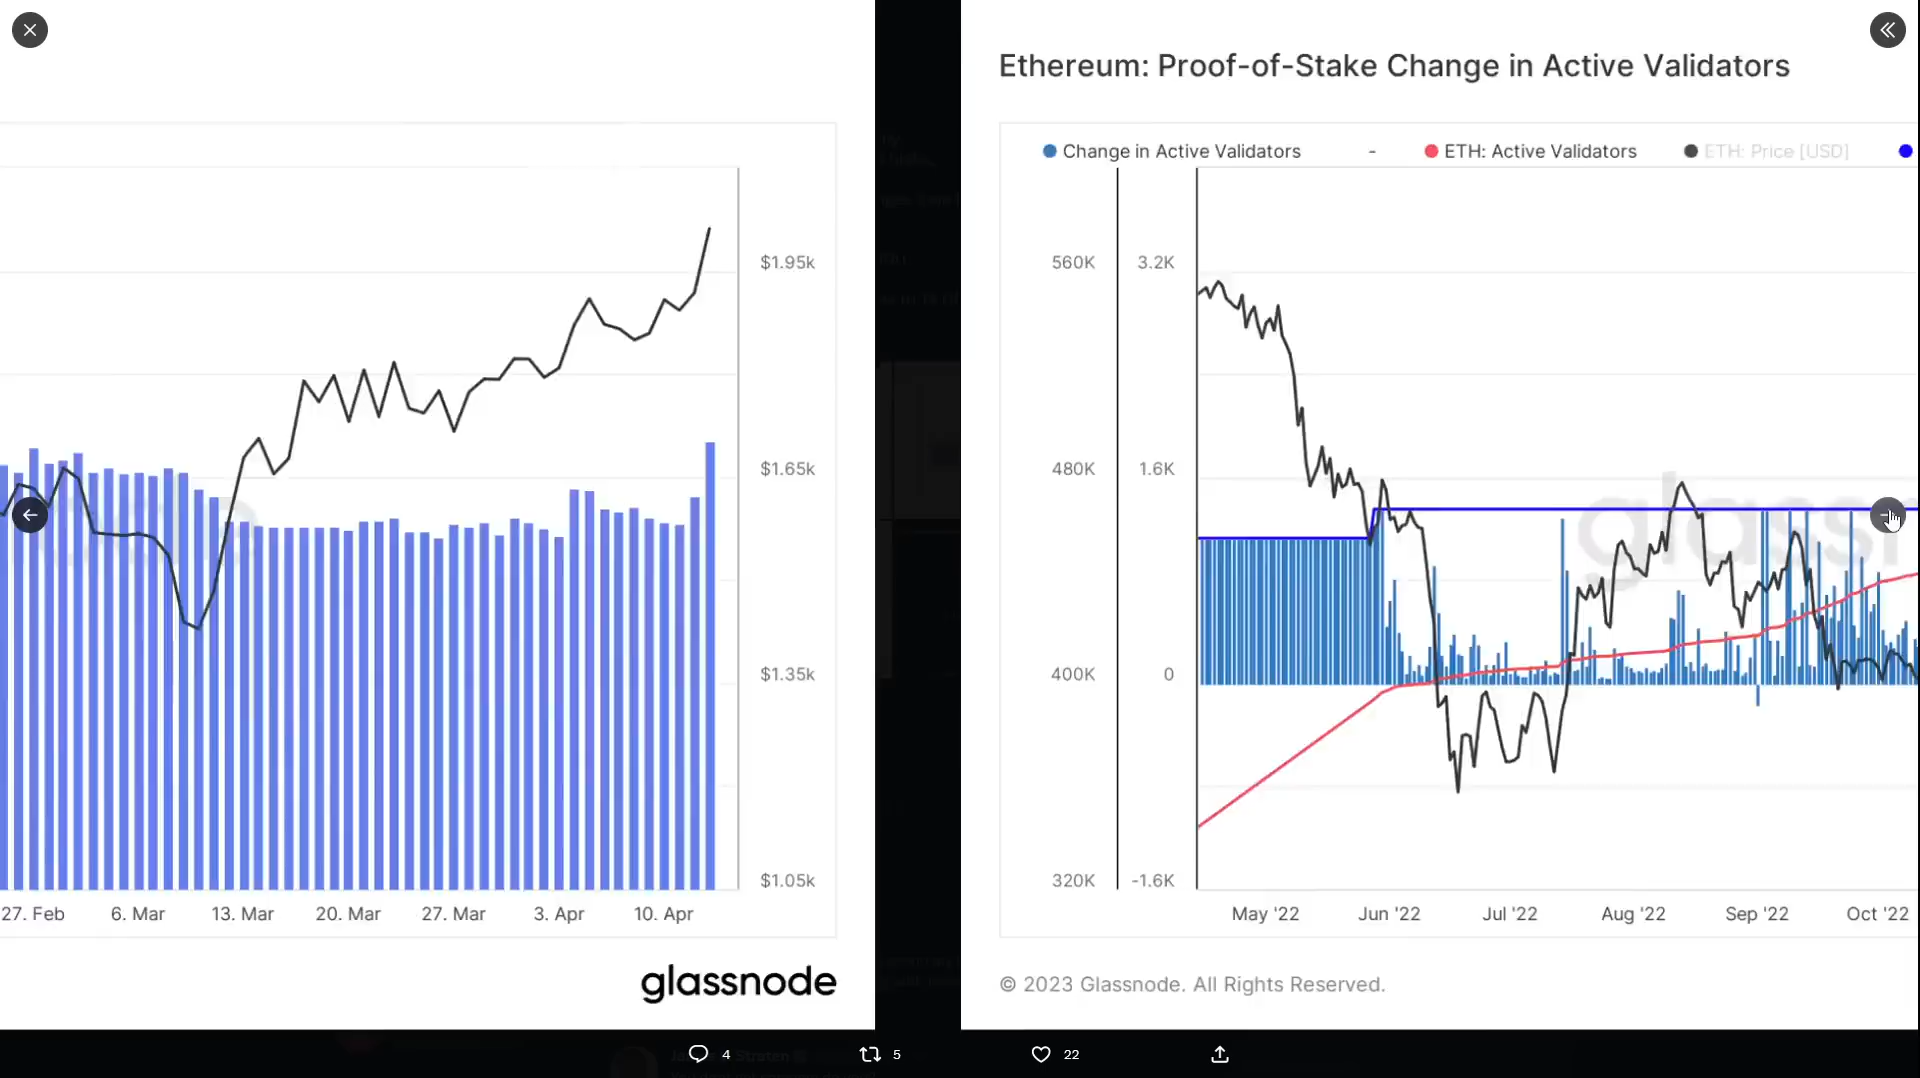 $1.95k
$1.65k
$1.35k
$1.05k
27. Feb 6. Mar 13. Mar 20. Mar 27. Mar 3. Apr 10. Apr
glassnode
Ethereum: Proof-of-Stake Change in Active Validators
Change in Active Validators - ETH: Active Validators ETH: Price [USD]
560K 3.2K
480K 1.6K
400K 0
320K -1.6K
glassn
May '22 Jun '22 Jul '22 Aug '22 Sep '22 Oct '22
© 2023 Glassnode. All Rights Reserved.
4 5 22